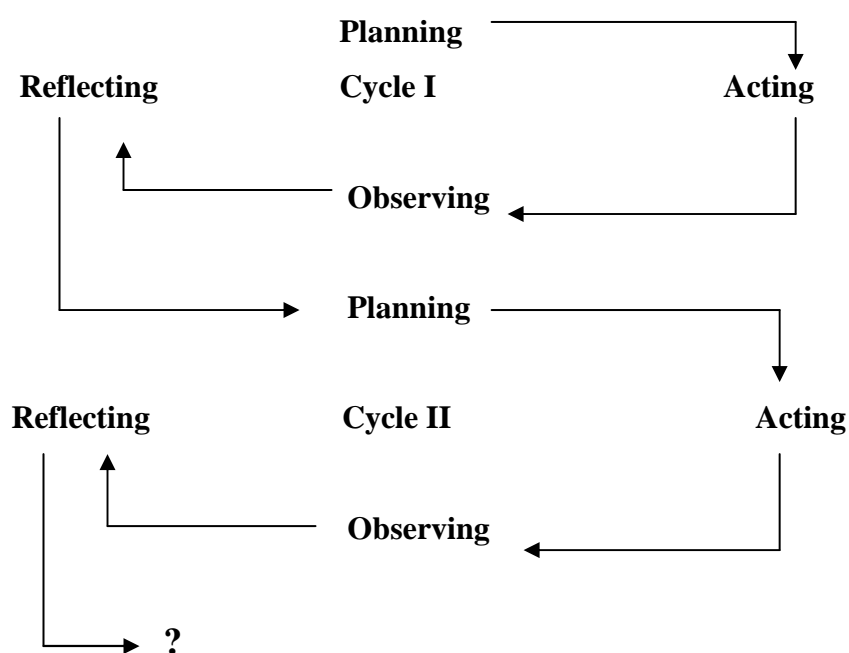 Planning
Reflecting Cycle I Acting
Observing
Planning
Reflecting Cycle II Acting
Observing
?